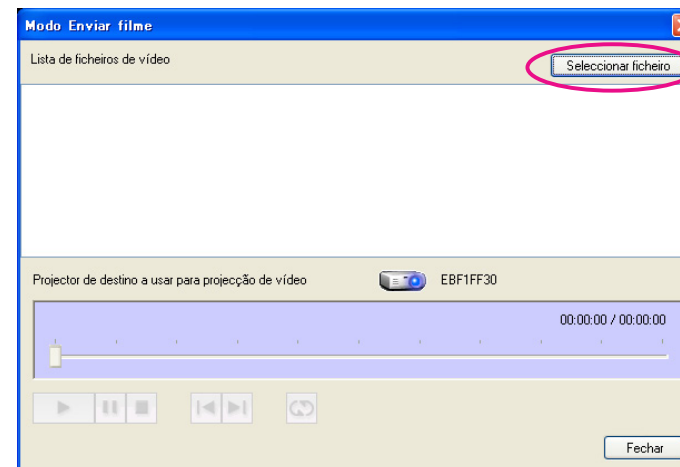 Modo Enviar filme
Lista de ficheiros de vídeo
Seleccionar ficheiro
Projector de destino a usar para projecção de vídeo EBF1FF30
00:00:00 / 00:00:00
Fechar